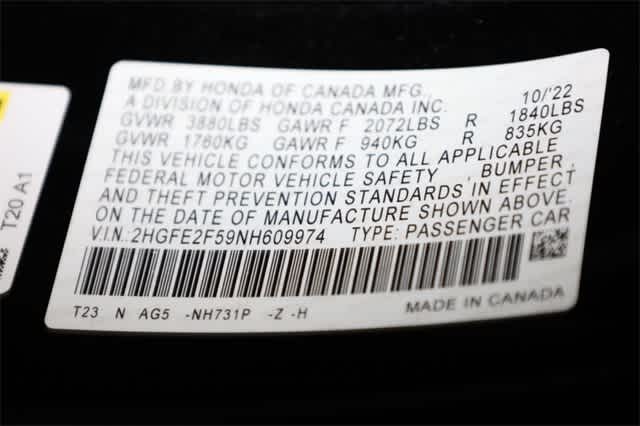 MFD BY HONDA OF CANADA MFG., 10/'22
A DIVISION OF HONDA CANADA INC.
GVWR 3880LBS GAWR F 2072LBS R 1840LBS
GVWR 1760KG GAWR F 940KG R 835KG
THIS VEHICLE CONFORMS TO ALL APPLICABLE
FEDERAL MOTOR VEHICLE SAFETY , BUMPER ,
AND THEFT PREVENTION STANDARDS IN EFFECT
ON THE DATE OF MANUFACTURE SHOWN ABOVE.
V.I.N.:2HGFE2F59NH609974 TYPE: PASSENGER CAR
T23 N AG5 -NH731P -Z -H MADE IN CANADA
T20 A1